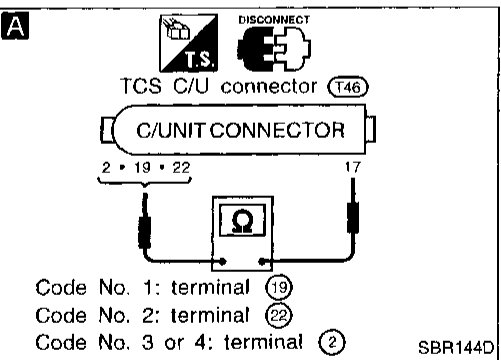 A
DISCONNECT
T.S.
TCS C/U connector T46
C/UNIT CONNECTOR
2 • 19 • 22 17
Ω
Code No. 1: terminal 19
Code No. 2: terminal 22
Code No. 3 or 4: terminal 2
SBR144D